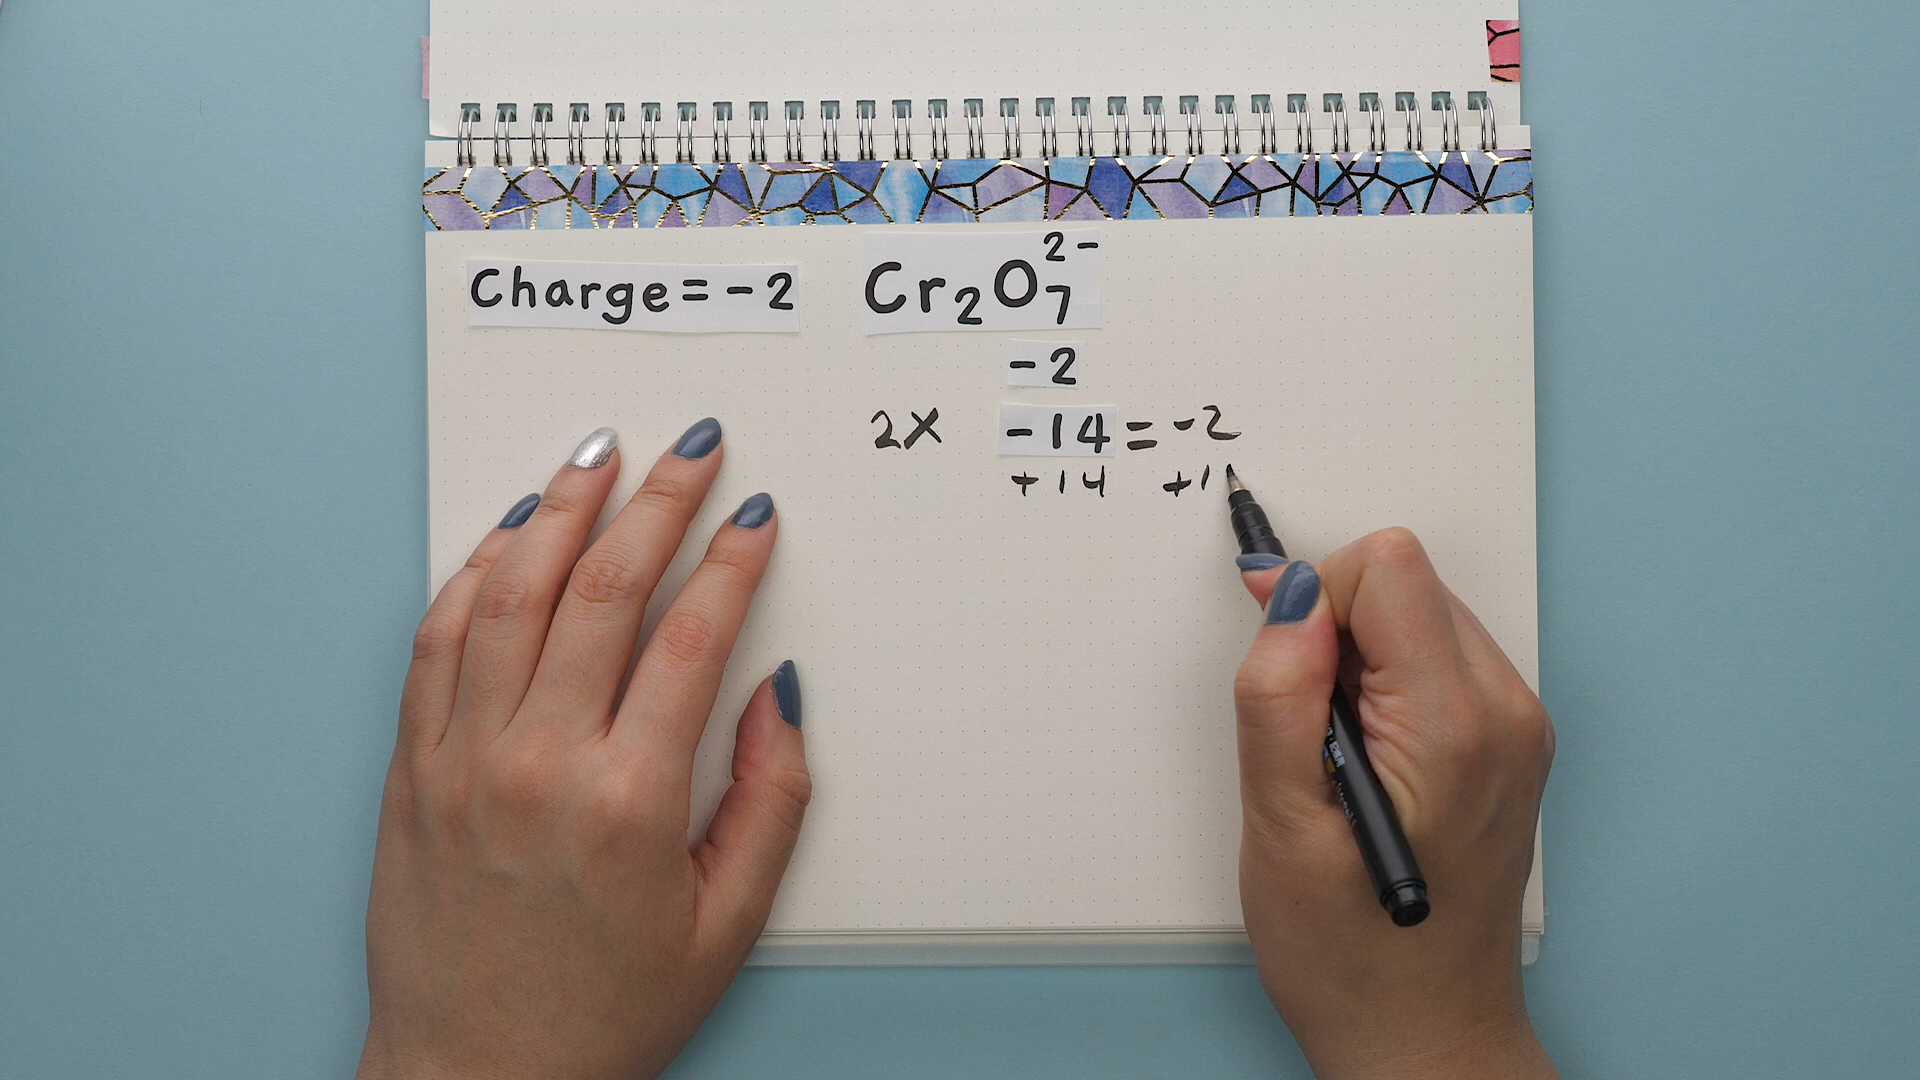 Charge = -2 Cr₂O₇²⁻
-2
2X -14 = -2
+14 +1